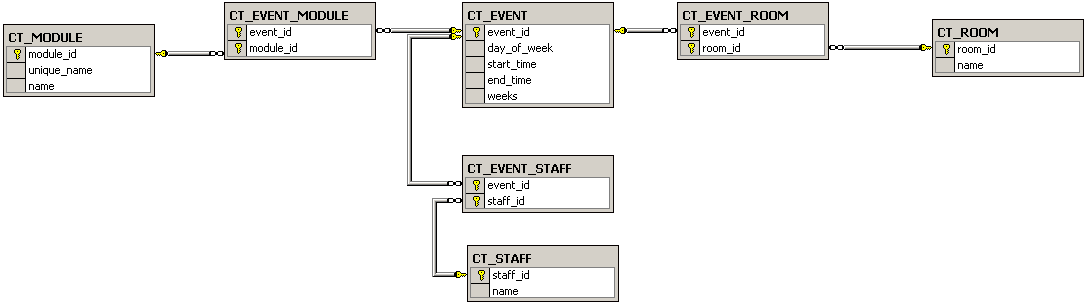 CT_MODULE
module_id
unique_name
name
CT_EVENT_MODULE
event_id
module_id
CT_EVENT
event_id
day_of_week
start_time
end_time
weeks
CT_EVENT_ROOM
event_id
room_id
CT_ROOM
room_id
name
CT_EVENT_STAFF
event_id
staff_id
CT_STAFF
staff_id
name